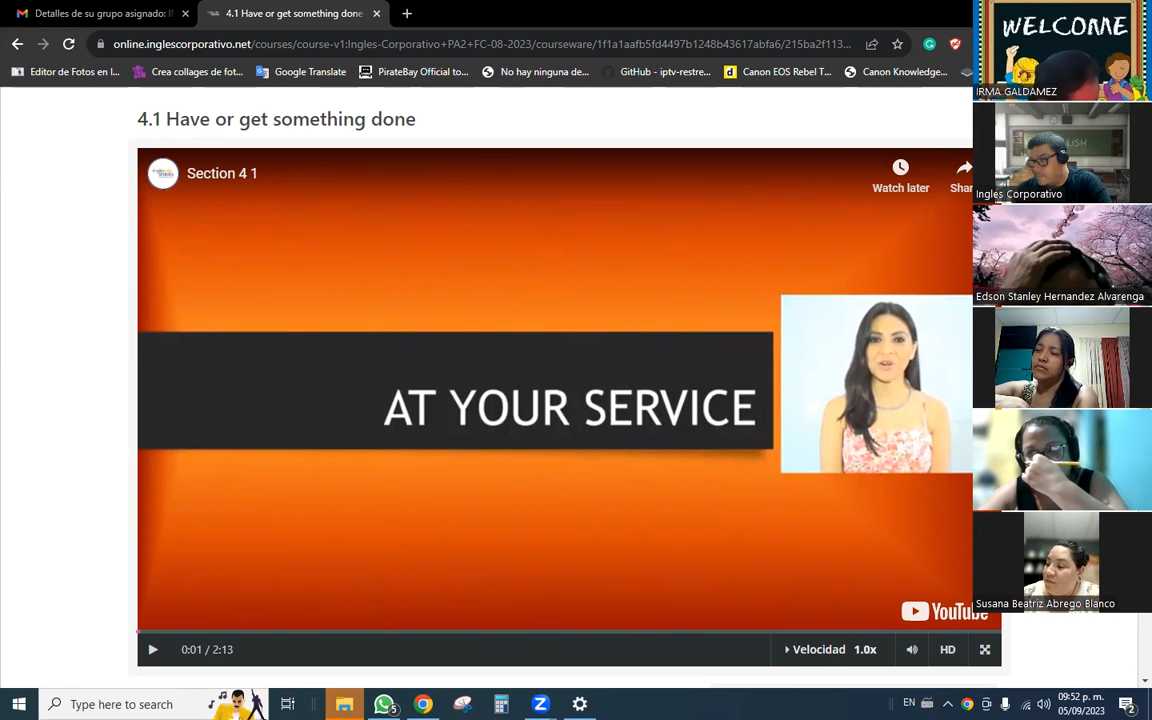 Detalles de su grupo asignado: II
4.1 Have or get something done
online.inglescorporativo.net/courses/course-v1:Ingles-Corporativo+PA2+FC-08-2023/courseware/1f1a1aafb5fd4497b1248b43617abfa6/215ba2f113...
Editor de Fotos en l...
Crea collages de fot...
Google Translate
PirateBay Official to...
No hay ninguna de...
GitHub - iptv-restre...
Canon EOS Rebel T...
Canon Knowledge...
WELCOME
IRMA GALDAMEZ
4.1 Have or get something done
Section 4 1
Watch later
Shar
Ingles Corporativo
Edson Stanley Hernandez Alvarenga
AT YOUR SERVICE
Susana Beatriz Abrego Blanco
YouTube
0:01 / 2:13
Velocidad 1.0x
HD
Type here to search
5
EN
09:52 p. m.
05/09/2023
2